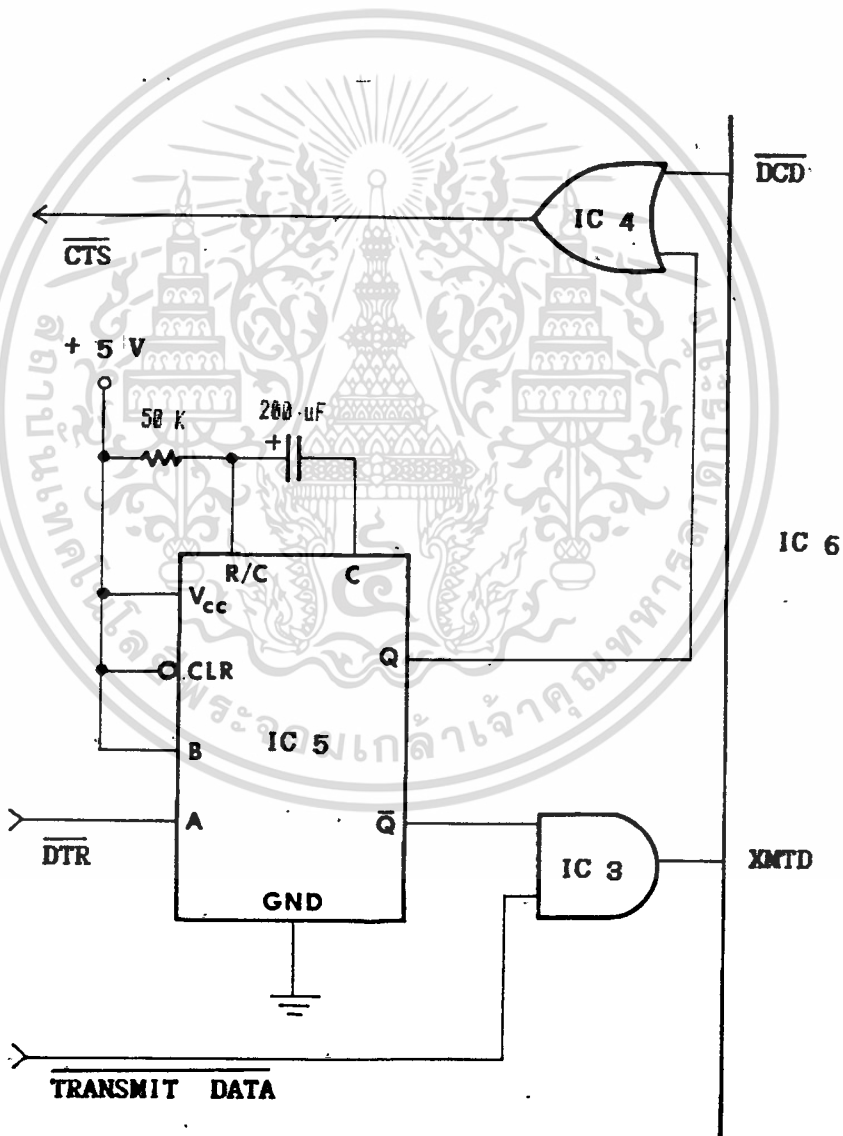 DCD
IC 4
CTS
+ 5 V
50 K
200 uF
+
IC 6
R/C
C
Vcc
Q
CLR
IC 5
B
A
Q̅
DTR
IC 3
XMTD
GND
TRANSMIT DATA